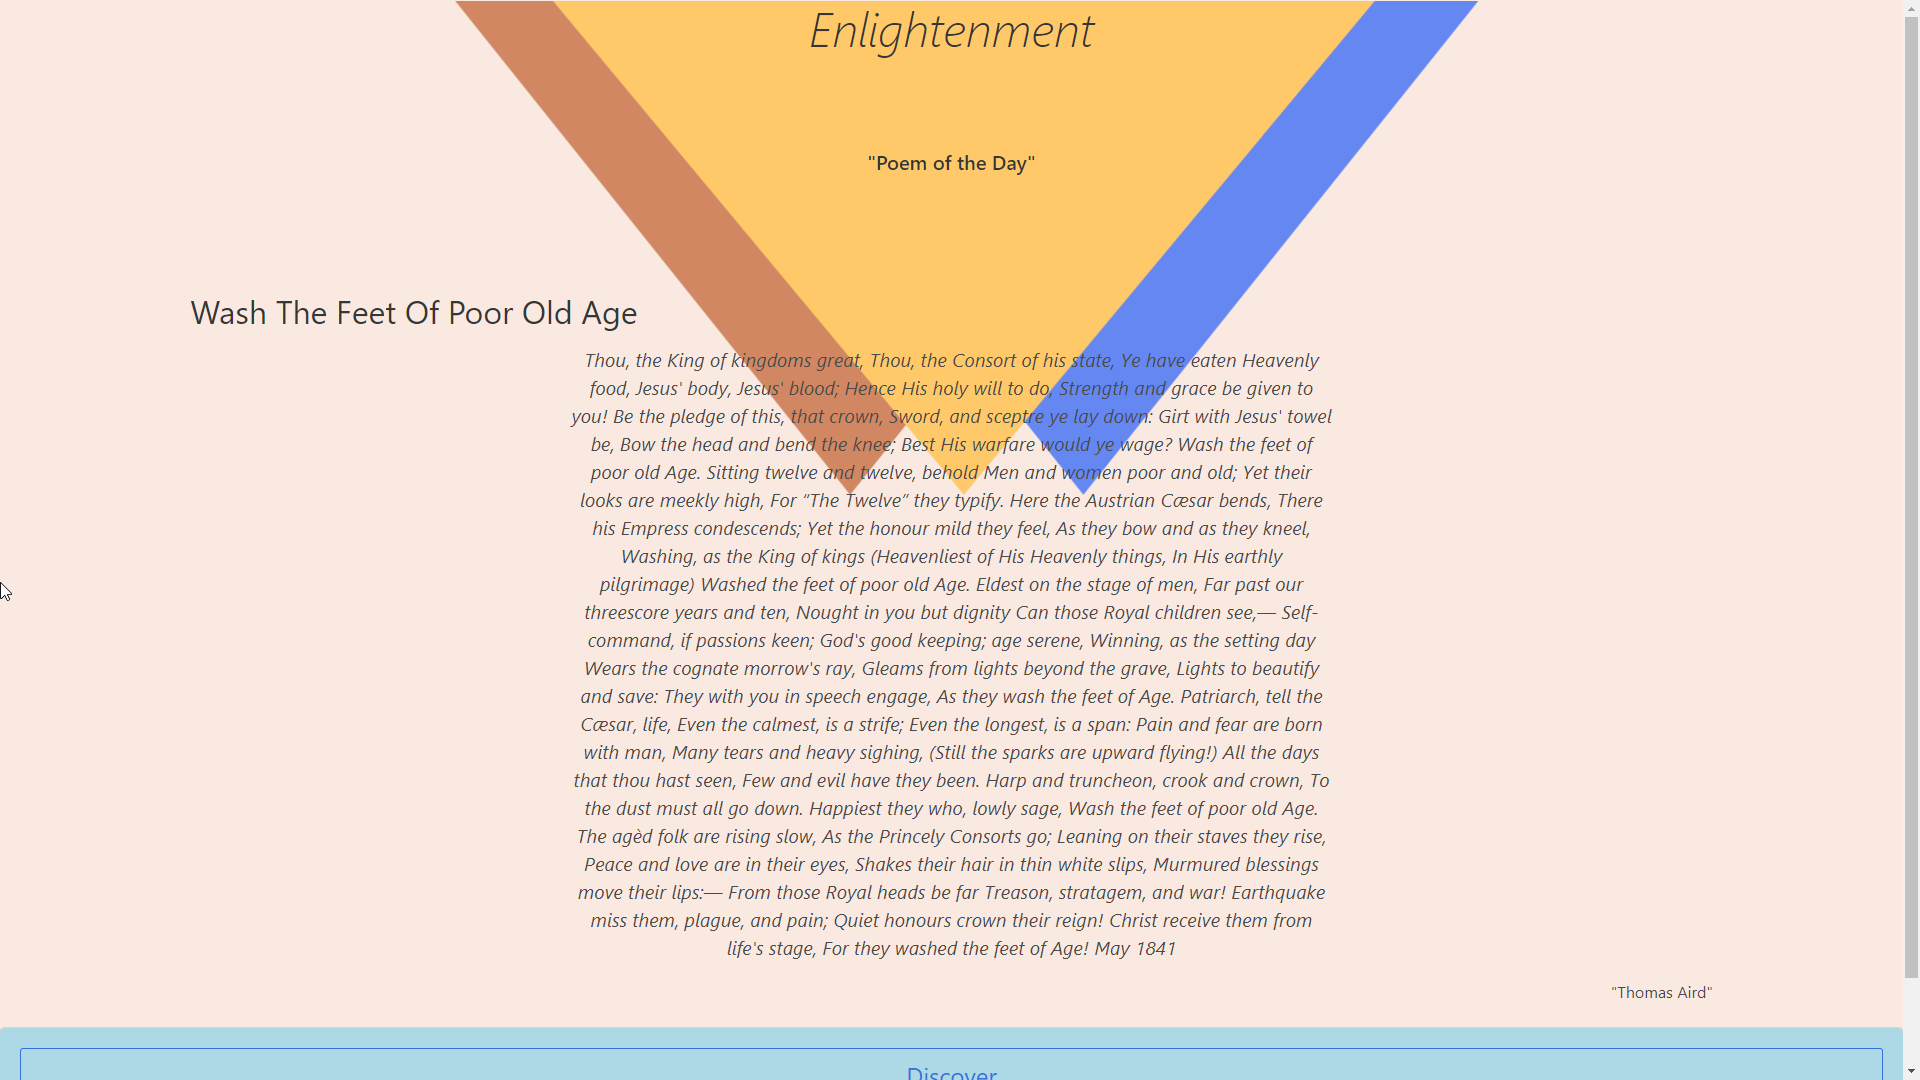 Enlightenment
"Poem of the Day"
Wash The Feet Of Poor Old Age
Thou, the King of kingdoms great, Thou, the Consort of his state, Ye have eaten Heavenly
food, Jesus' body, Jesus' blood; Hence His holy will to do, Strength and grace be given to
you! Be the pledge of this, that crown, Sword, and sceptre ye lay down: Girt with Jesus' towel
be, Bow the head and bend the knee; Best His warfare would ye wage? Wash the feet of
poor old Age. Sitting twelve and twelve, behold Men and women poor and old; Yet their
looks are meekly high, For “The Twelve” they typify. Here the Austrian Cæsar bends, There
his Empress condescends; Yet the honour mild they feel, As they bow and as they kneel,
Washing, as the King of kings (Heavenliest of His Heavenly things, In His earthly
pilgrimage) Washed the feet of poor old Age. Eldest on the stage of men, Far past our
threescore years and ten, Nought in you but dignity Can those Royal children see,— Self-
command, if passions keen; God's good keeping; age serene, Winning, as the setting day
Wears the cognate morrow's ray, Gleams from lights beyond the grave, Lights to beautify
and save: They with you in speech engage, As they wash the feet of Age. Patriarch, tell the
Cæsar, life, Even the calmest, is a strife; Even the longest, is a span: Pain and fear are born
with man, Many tears and heavy sighing, (Still the sparks are upward flying!) All the days
that thou hast seen, Few and evil have they been. Harp and truncheon, crook and crown, To
the dust must all go down. Happiest they who, lowly sage, Wash the feet of poor old Age.
The agèd folk are rising slow, As the Princely Consorts go; Leaning on their staves they rise,
Peace and love are in their eyes, Shakes their hair in thin white slips, Murmured blessings
move their lips:— From those Royal heads be far Treason, stratagem, and war! Earthquake
miss them, plague, and pain; Quiet honours crown their reign! Christ receive them from
life's stage, For they washed the feet of Age! May 1841
"Thomas Aird"
Discover